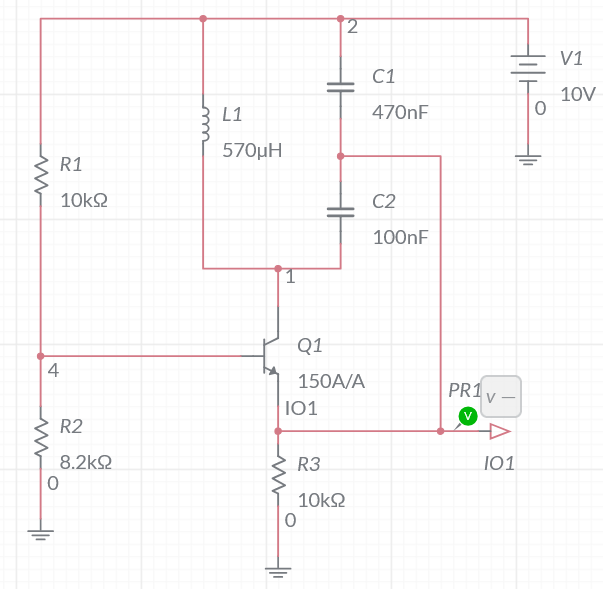 2
V1
C1
10V
0
L1
470nF
570μH
R1
10kΩ
C2
100nF
1
Q1
4
150A/A
PR1
V
v
IO1
R2
8.2kΩ
R3
IO1
0
10kΩ
0